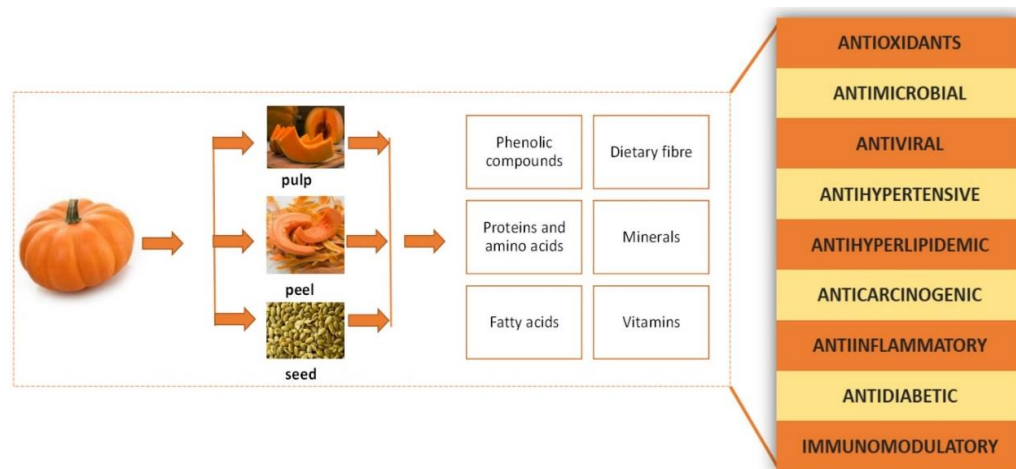 pulp
peel
seed
Phenolic
compounds
Dietary fibre
Proteins and
amino acids
Minerals
Fatty acids
Vitamins
ANTIOXIDANTS
ANTIMICROBIAL
ANTIVIRAL
ANTIHYPERTENSIVE
ANTIHYPERLIPIDEMIC
ANTICARCINOGENIC
ANTIINFLAMMATORY
ANTIDIABETIC
IMMUNOMODULATORY